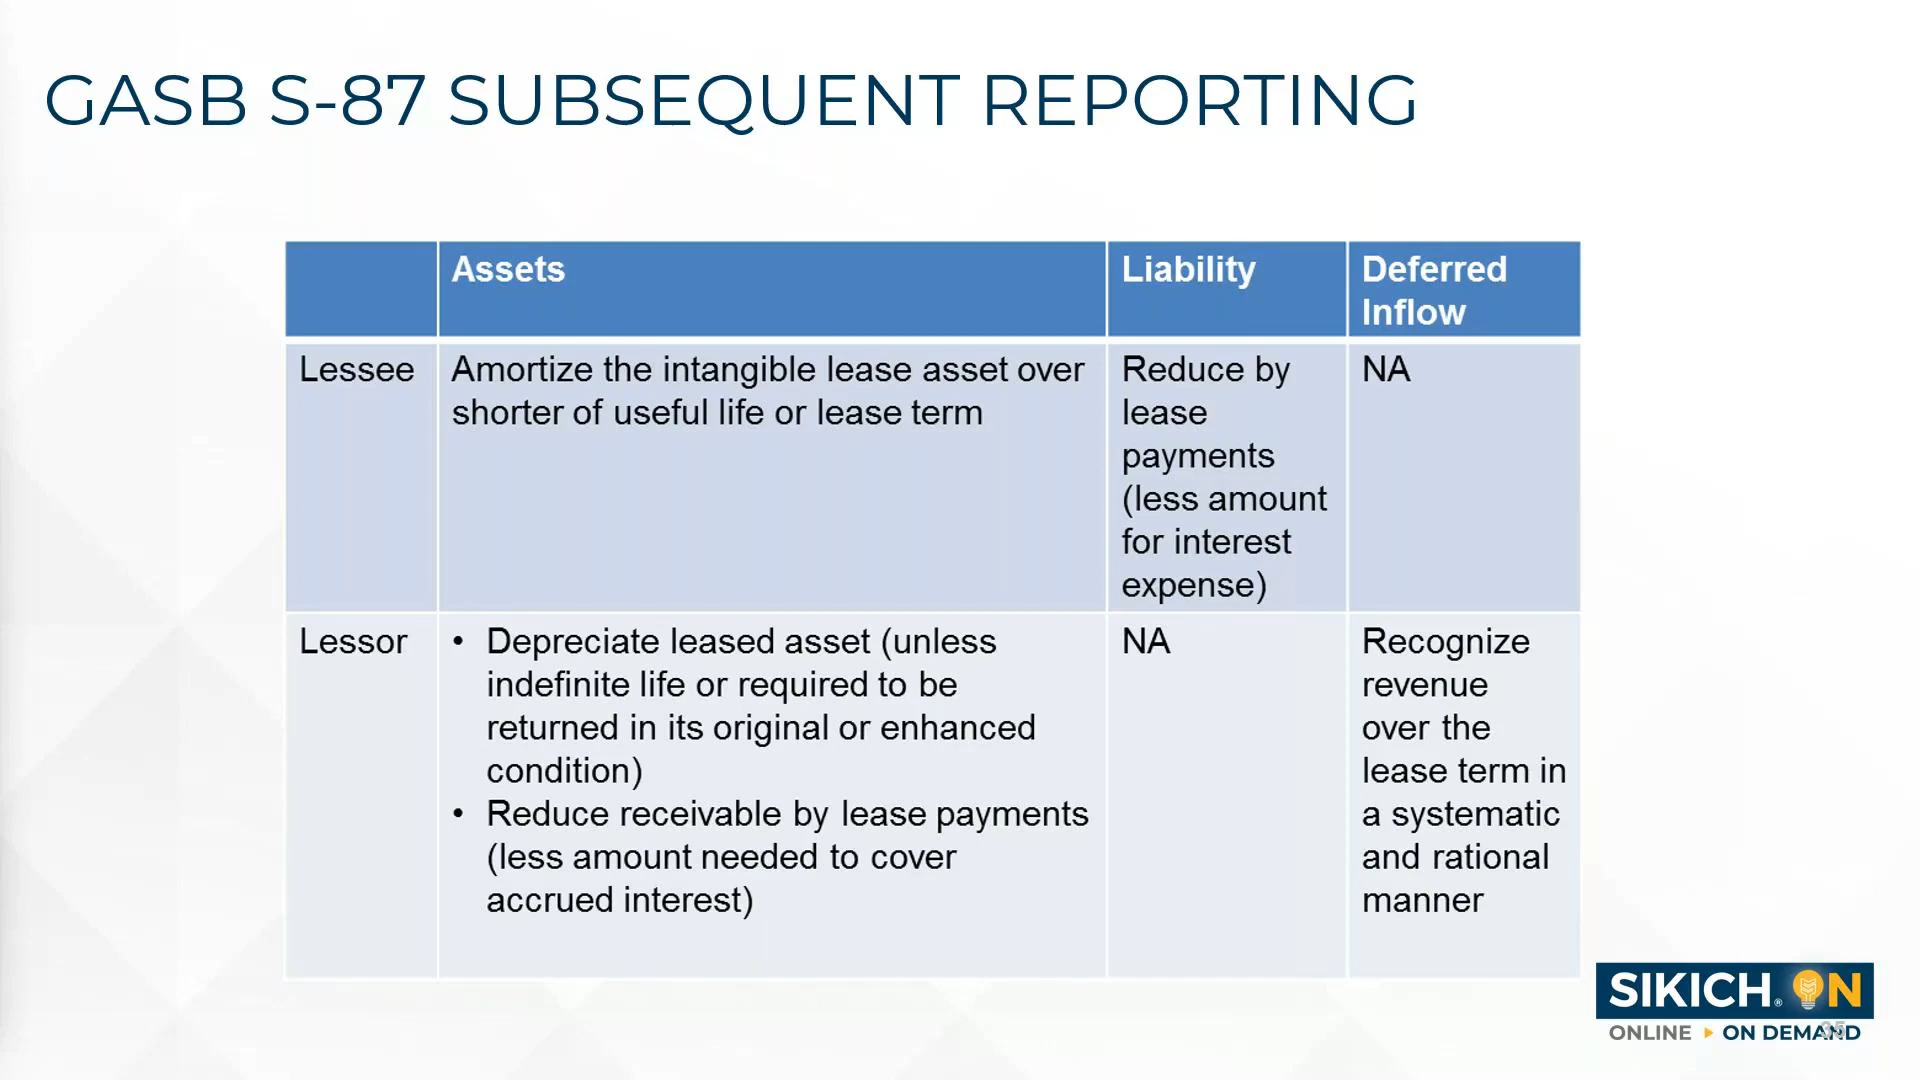 GASB S-87 SUBSEQUENT REPORTING
Assets
Liability
Deferred
Inflow
Lessee
Amortize the intangible lease asset over
shorter of useful life or lease term
Reduce by
lease
payments
(less amount
for interest
expense)
NA
Lessor
• Depreciate leased asset (unless
indefinite life or required to be
returned in its original or enhanced
condition)
• Reduce receivable by lease payments
(less amount needed to cover
accrued interest)
NA
Recognize
revenue
over the
lease term in
a systematic
and rational
manner
SIKICH® ON
ONLINE ▸ ON DEMAND
35